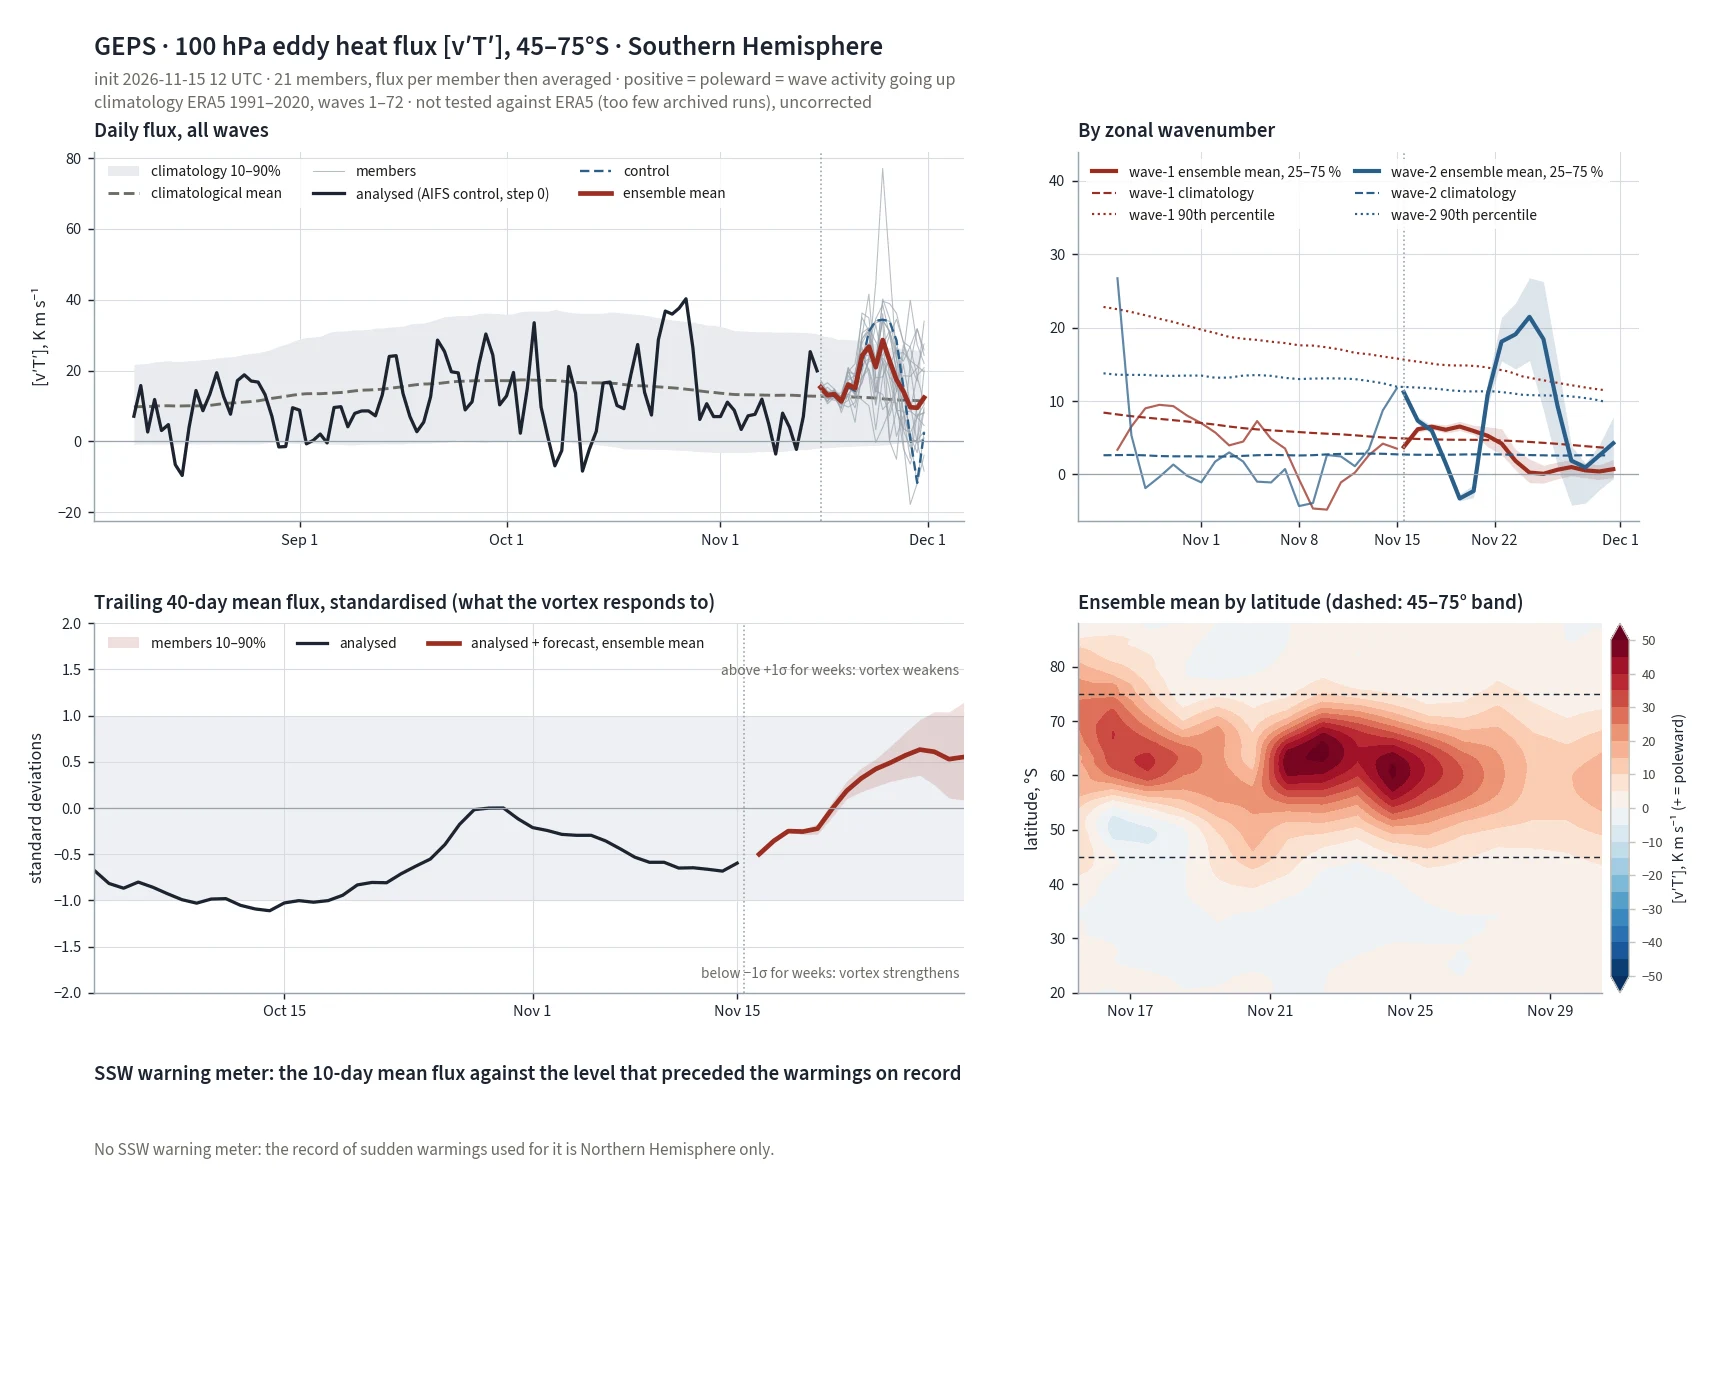 GEPS · 100 hPa eddy heat flux [v′T′], 45–75°S · Southern Hemisphere
init 2026-11-15 12 UTC · 21 members, flux per member then averaged · positive = poleward = wave activity going up
climatology ERA5 1991–2020, waves 1–72 · not tested against ERA5 (too few archived runs), uncorrected
Daily flux, all waves
climatology 10–90%
members
control
climatological mean
analysed (AIFS control, step 0)
ensemble mean
[v′T′], K m s⁻¹
80
60
40
20
0
−20
Sep 1
Oct 1
Nov 1
Dec 1
By zonal wavenumber
wave-1 ensemble mean, 25–75 %
wave-2 ensemble mean, 25–75 %
wave-1 climatology
wave-2 climatology
wave-1 90th percentile
wave-2 90th percentile
40
30
20
10
0
Nov 1
Nov 8
Nov 15
Nov 22
Dec 1
Trailing 40-day mean flux, standardised (what the vortex responds to)
members 10–90%
analysed
analysed + forecast, ensemble mean
above +1σ for weeks: vortex weakens
below −1σ for weeks: vortex strengthens
standard deviations
2.0
1.5
1.0
0.5
0.0
−0.5
−1.0
−1.5
−2.0
Oct 15
Nov 1
Nov 15
Ensemble mean by latitude (dashed: 45–75° band)
latitude, °S
80
70
60
50
40
30
20
Nov 17
Nov 21
Nov 25
Nov 29
50
40
30
20
10
0
−10
−20
−30
−40
−50
[v′T′], K m s⁻¹ (+ = poleward)
SSW warning meter: the 10-day mean flux against the level that preceded the warmings on record
No SSW warning meter: the record of sudden warmings used for it is Northern Hemisphere only.